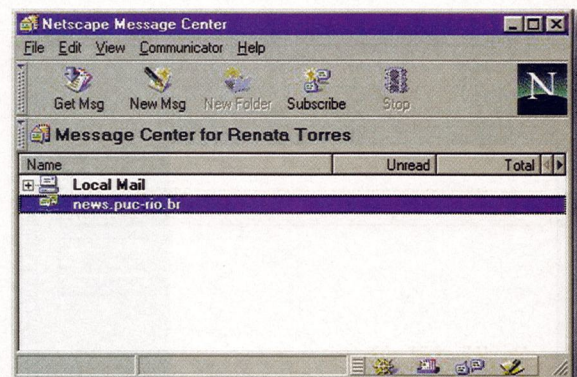 Netscape Message Center
File Edit View Communicator Help
Get Msg New Msg New Folder Subscribe Stop
N
Message Center for Renata Torres
Name Unread Total
Local Mail
news.puc-rio.br